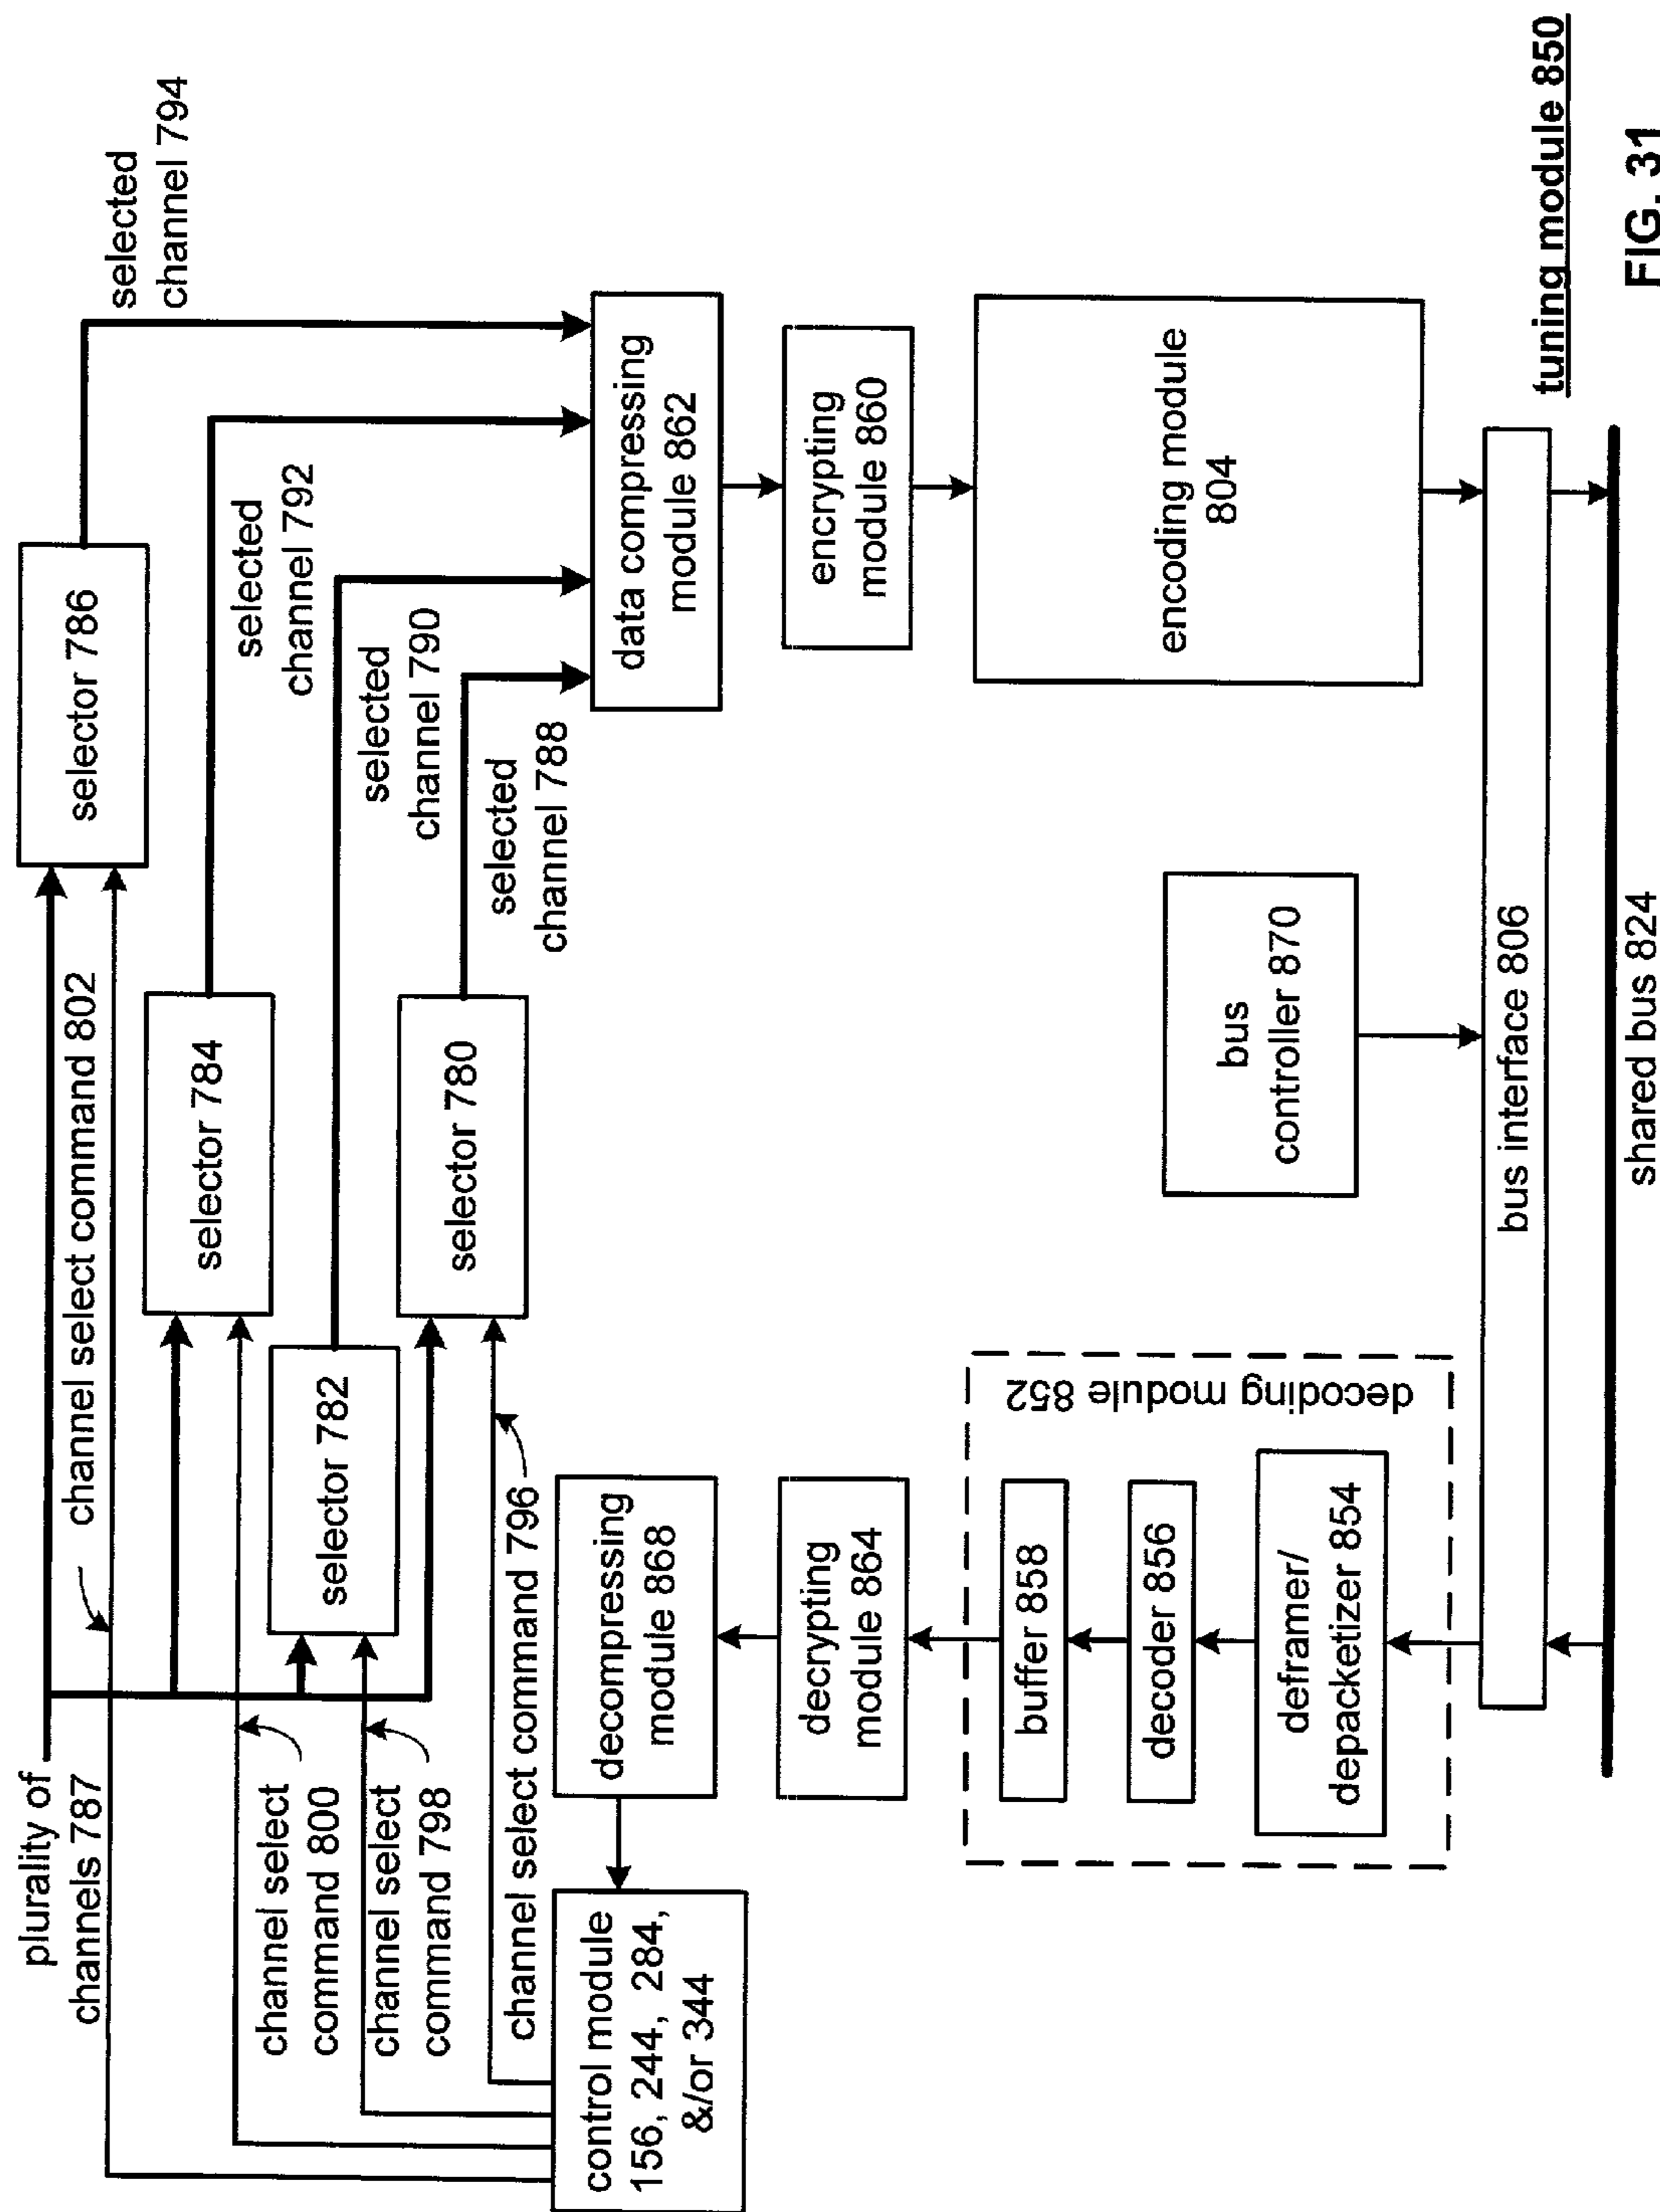 plurality of
channels 787
channel select command 802
selector 786
selected
channel 794
channel select
command 800
selector 784
selected
channel 792
channel select
command 798
selector 782
selected
channel 790
channel select command 796
selector 780
selected
channel 788
control module
156, 244, 284,
&/or 344
decompressing
module 868
data compressing
module 862
decrypting
module 864
encrypting
module 860
decoding module 852
buffer 858
decoder 856
deframer/
depacketizer 854
bus
controller 870
encoding module
804
bus interface 806
shared bus 824
tuning module 850
FIG. 31